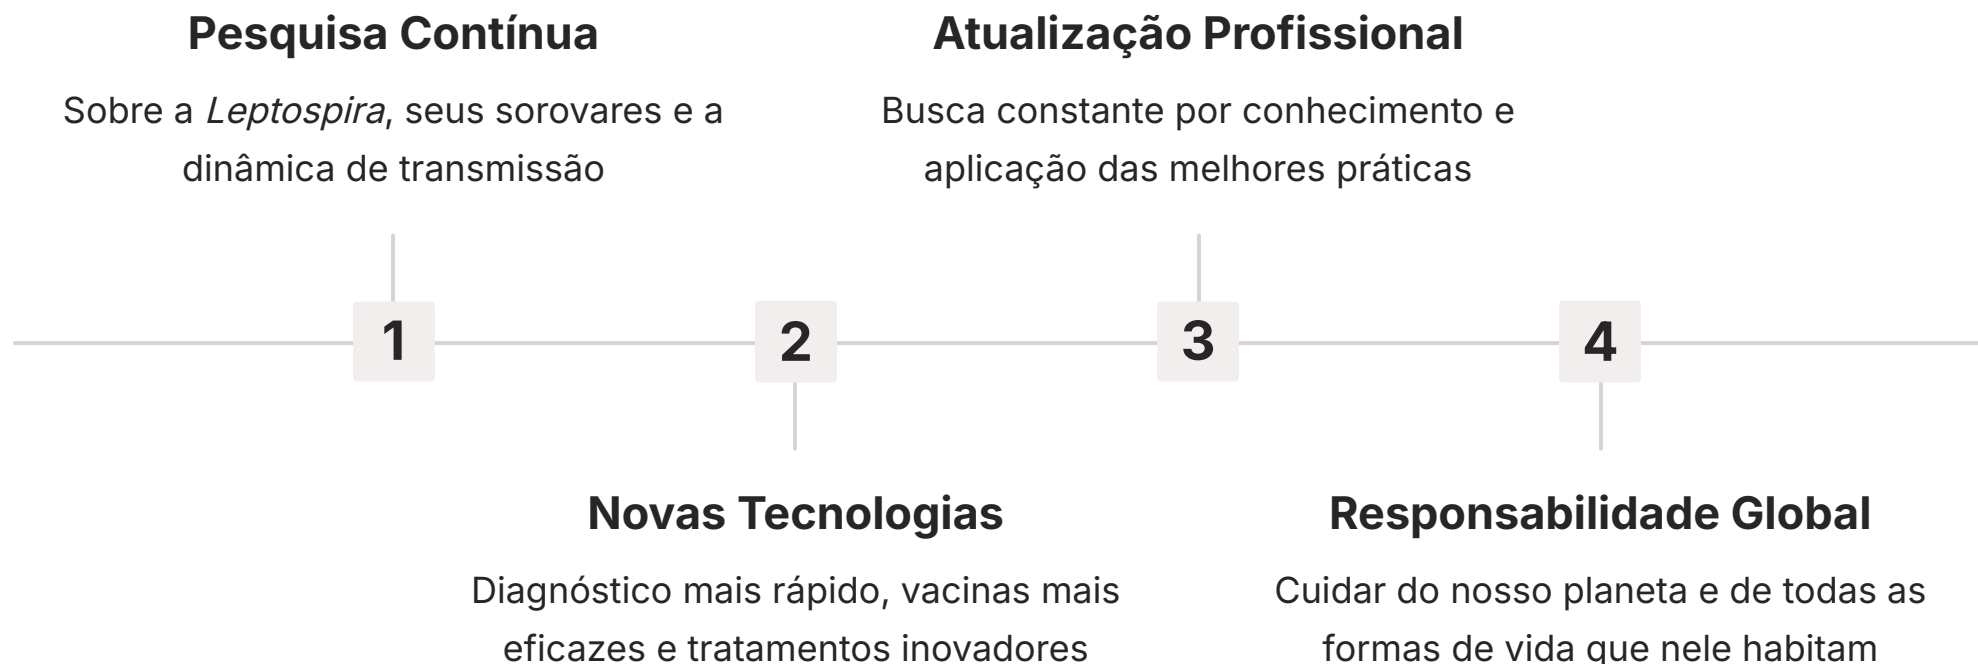 Pesquisa Contínua
Sobre a Leptospira, seus sorovares e a
dinâmica de transmissão
Atualização Profissional
Busca constante por conhecimento e
aplicação das melhores práticas
1
2
3
4
Novas Tecnologias
Diagnóstico mais rápido, vacinas mais
eficazes e tratamentos inovadores
Responsabilidade Global
Cuidar do nosso planeta e de todas as
formas de vida que nele habitam